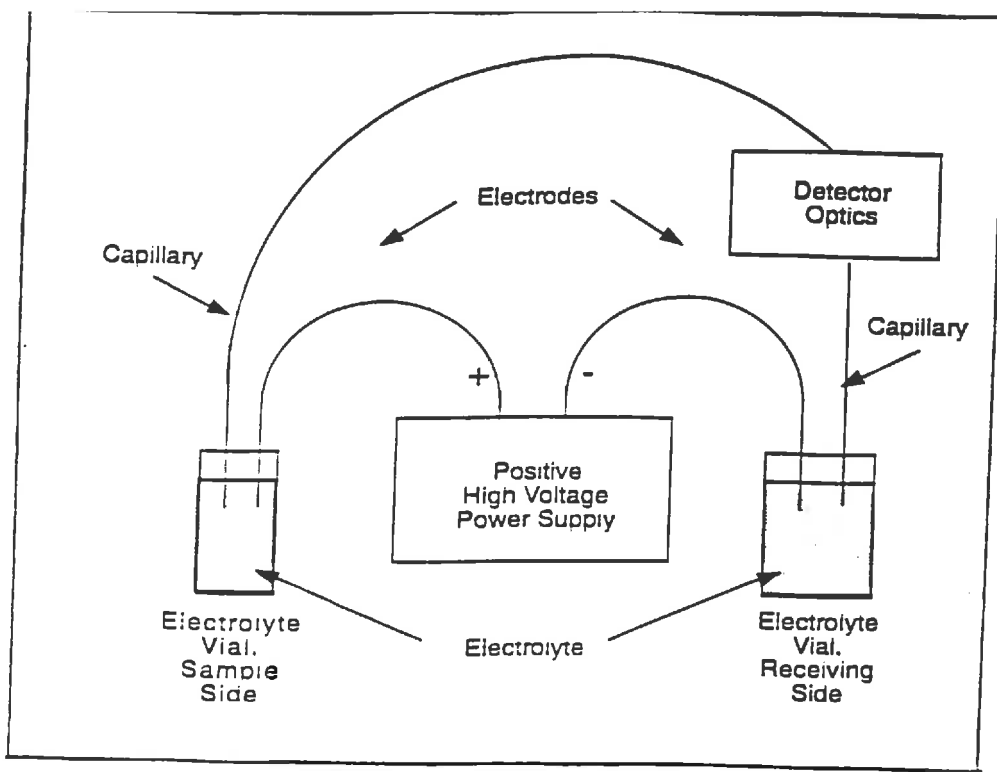 Detector
Optics
Electrodes
Capillary
Capillary
+
-
Positive
High Voltage
Power Supply
Electrolyte
Vial.
Sample
Side
Electrolyte
Electrolyte
Vial.
Receiving
Side